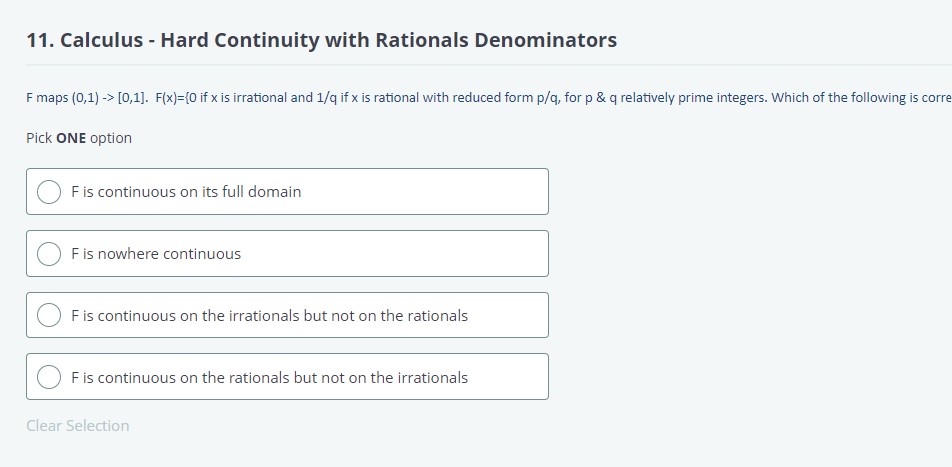 11. Calculus - Hard Continuity with Rationals Denominators
F maps (0,1) -> [0,1]. F(x)={0 if x is irrational and 1/q if x is rational with reduced form p/q, for p & q relatively prime integers. Which of the following is corre
Pick ONE option
F is continuous on its full domain
F is nowhere continuous
F is continuous on the irrationals but not on the rationals
F is continuous on the rationals but not on the irrationals
Clear Selection